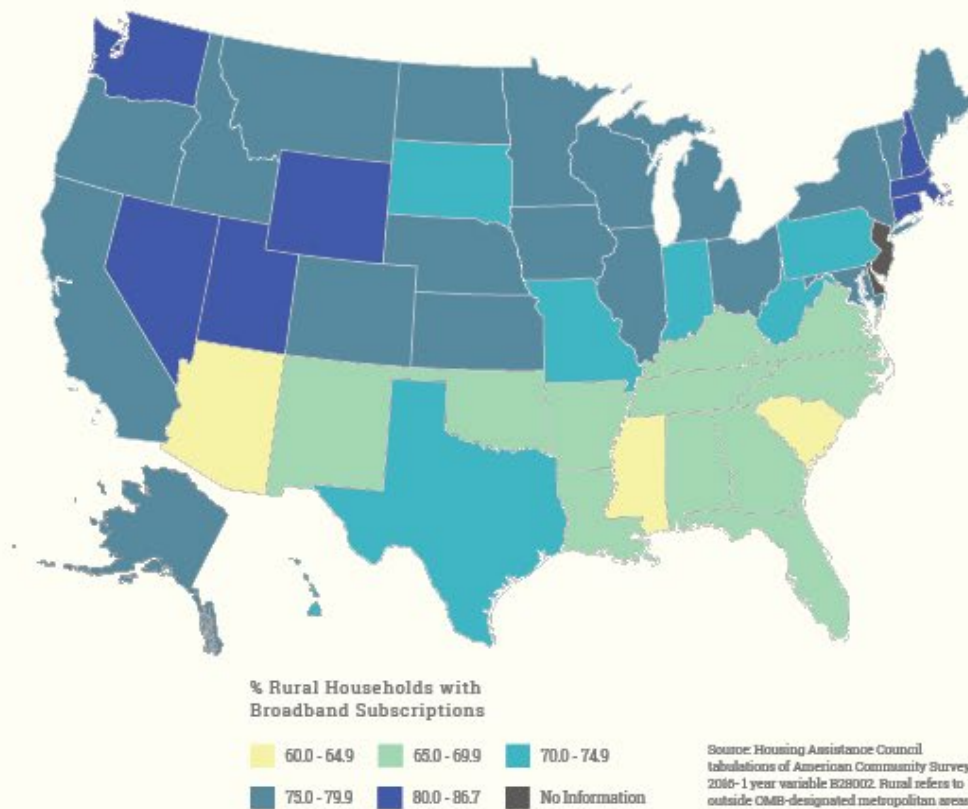 % Rural Households with
Broadband Subscriptions
60.0 - 64.9
65.0 - 69.9
70.0 - 74.9
75.0 - 79.9
80.0 - 86.7
No Information
Source: Housing Assistance Council
tabulations of American Community Survey
2016- 1 year variable B28002. Rural refers to
outside OMB-designated metropolitan areas